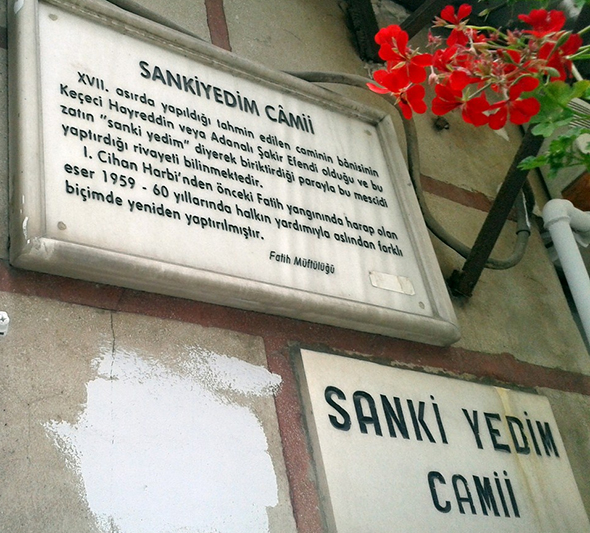 SANKİYEDİM CÂMİİ
XVII. asırda yapıldığı tahmin edilen caminin bânisinin
Keçeci Hayreddin veya Adanalı Şakir Efendi olduğu ve bu
zatın "sanki yedim" diyerek biriktirdiği parayla bu mescidi
yaptırdığı rivayeti bilinmektedir.
I. Cihan Harbi'nden önceki Fatih yangınında harap olan
eser 1959 - 60 yıllarında halkın yardımıyla aslından farklı
biçimde yeniden yaptırılmıştır.
Fatih Müftülüğü
SANKİ YEDİM
CAMİİ